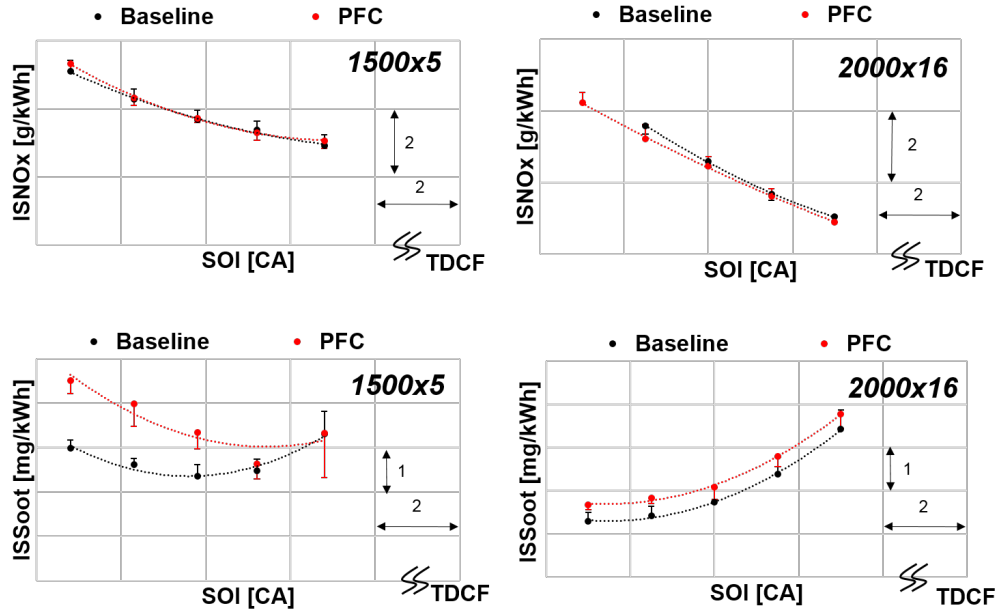 Baseline PFC
1500x5
ISNOx [g/kWh]
2
2
SOI [CA]
TDCF
Baseline PFC
2000x16
ISNOx [g/kWh]
2
2
SOI [CA]
TDCF
Baseline PFC
1500x5
ISSoot [mg/kWh]
1
2
SOI [CA]
TDCF
Baseline PFC
2000x16
ISSoot [mg/kWh]
1
2
SOI [CA]
TDCF